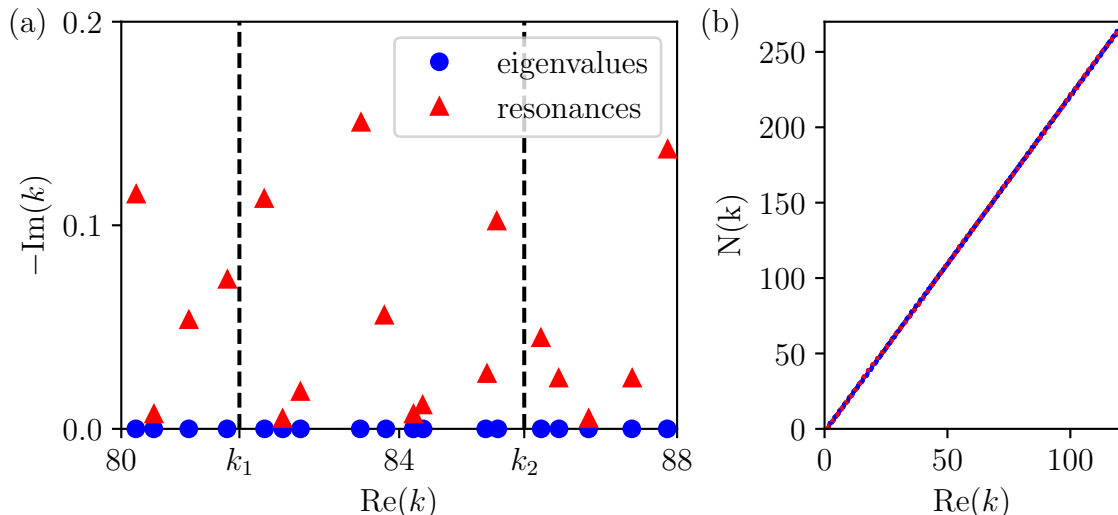 (a)
0.2
0.1
0.0
−Im(k)
eigenvalues
resonances
80
k₁
84
k₂
88
Re(k)
(b)
250
200
150
100
50
0
N(k)
0
50
100
Re(k)